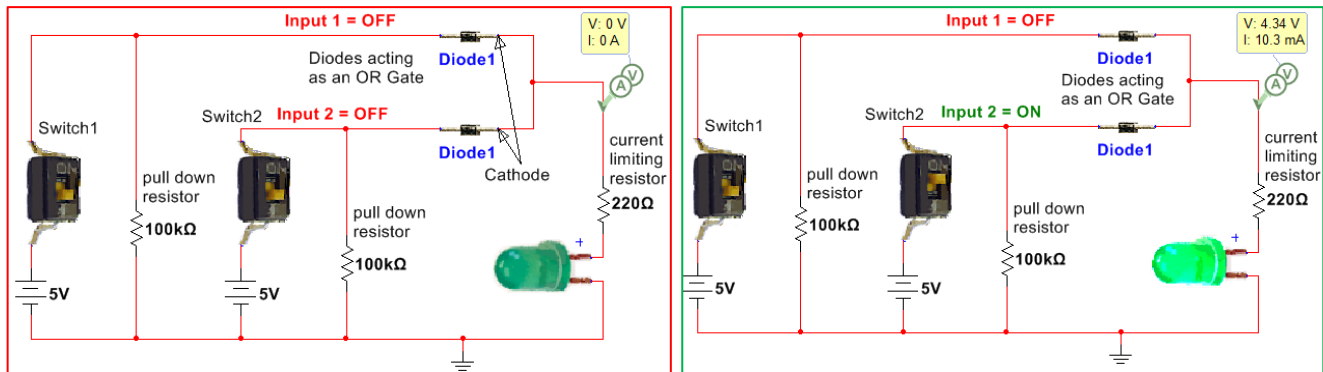 Input 1 = OFF
V: 0 V
I: 0 A
Diodes acting
as an OR Gate
Diode1
Switch1
Switch2
Input 2 = OFF
Diode1
Cathode
current
limiting
resistor
220Ω
pull down
resistor
100kΩ
pull down
resistor
100kΩ
+
5V
5V
A
V
Input 1 = OFF
V: 4.34 V
I: 10.3 mA
Diode1
Diodes acting
as an OR Gate
Switch1
Switch2
Input 2 = ON
Diode1
current
limiting
resistor
220Ω
pull down
resistor
100kΩ
pull down
resistor
100kΩ
+
5V
5V
A
V